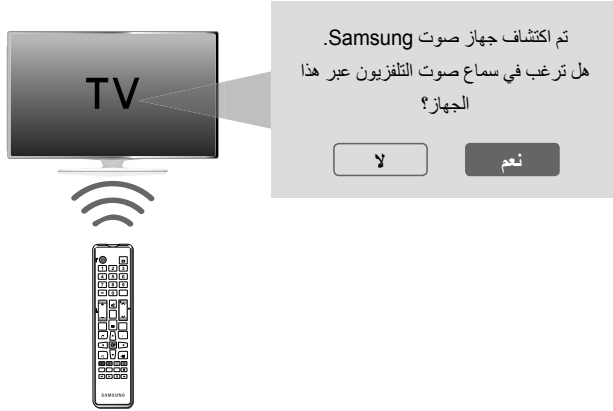 تم اكتشاف جهاز صوت Samsung.
هل ترغب في سماع صوت التلفزيون عبر هذا
الجهاز؟
نعم
لا
TV
SAMSUNG